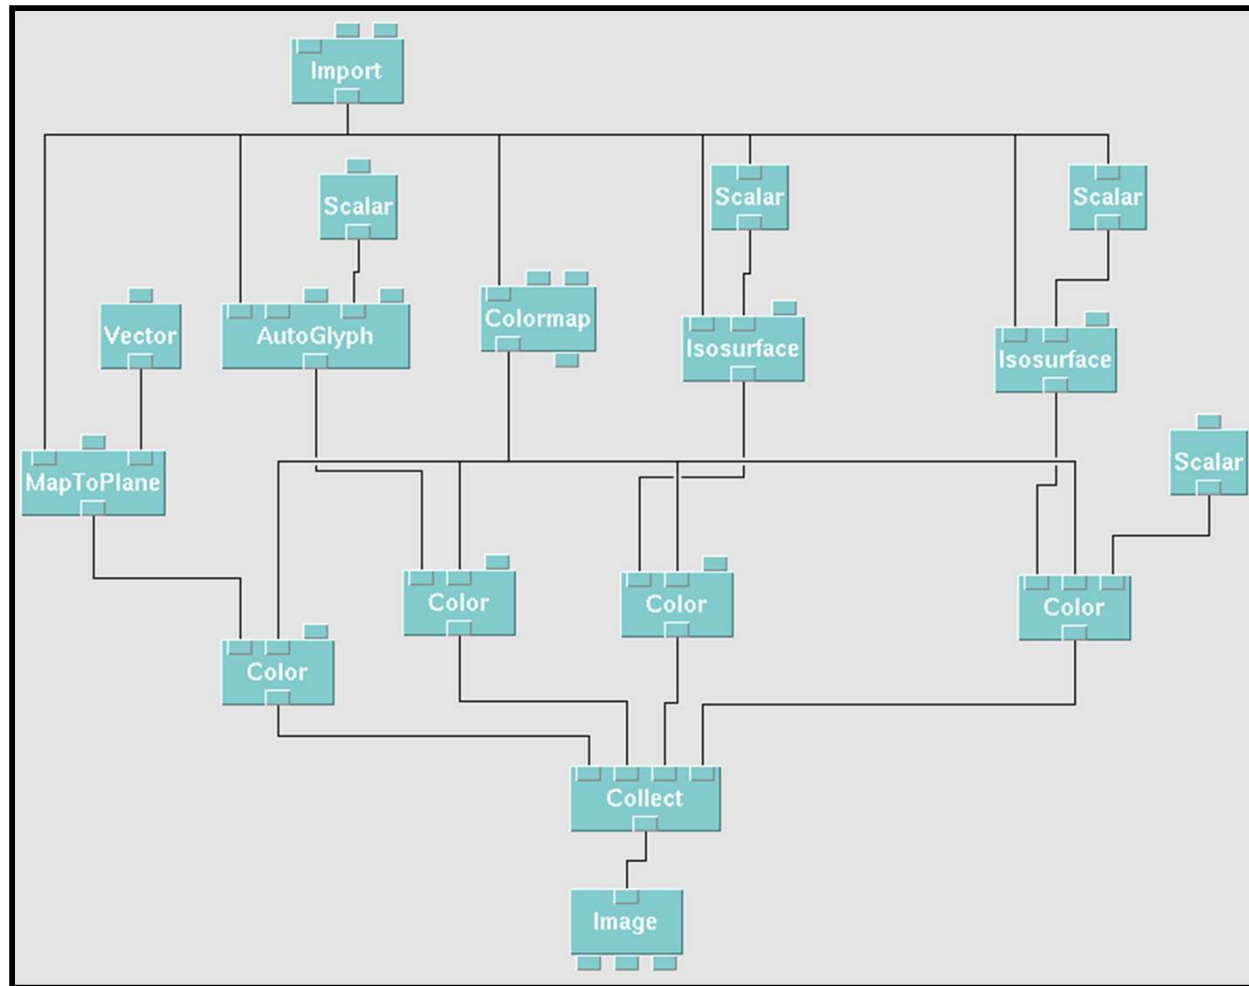 Import
Scalar
Scalar
Scalar
Vector
AutoGlyph
Colormap
Isosurface
Isosurface
MapToPlane
Scalar
Color
Color
Color
Color
Collect
Image